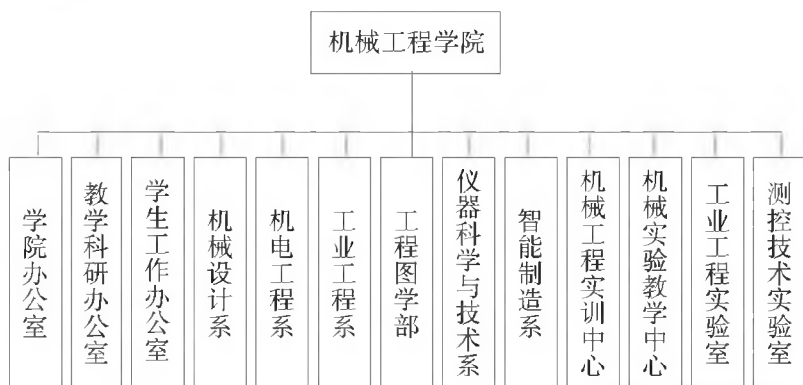 机械工程学院
学院办公室
教学科研办公室
学生工作办公室
机械设计系
机电工程系
工业工程系
工程图学部
仪器科学与技术系
智能制造系
机械工程实训中心
机械实验教学中心
工业工程实验室
测控技术实验室